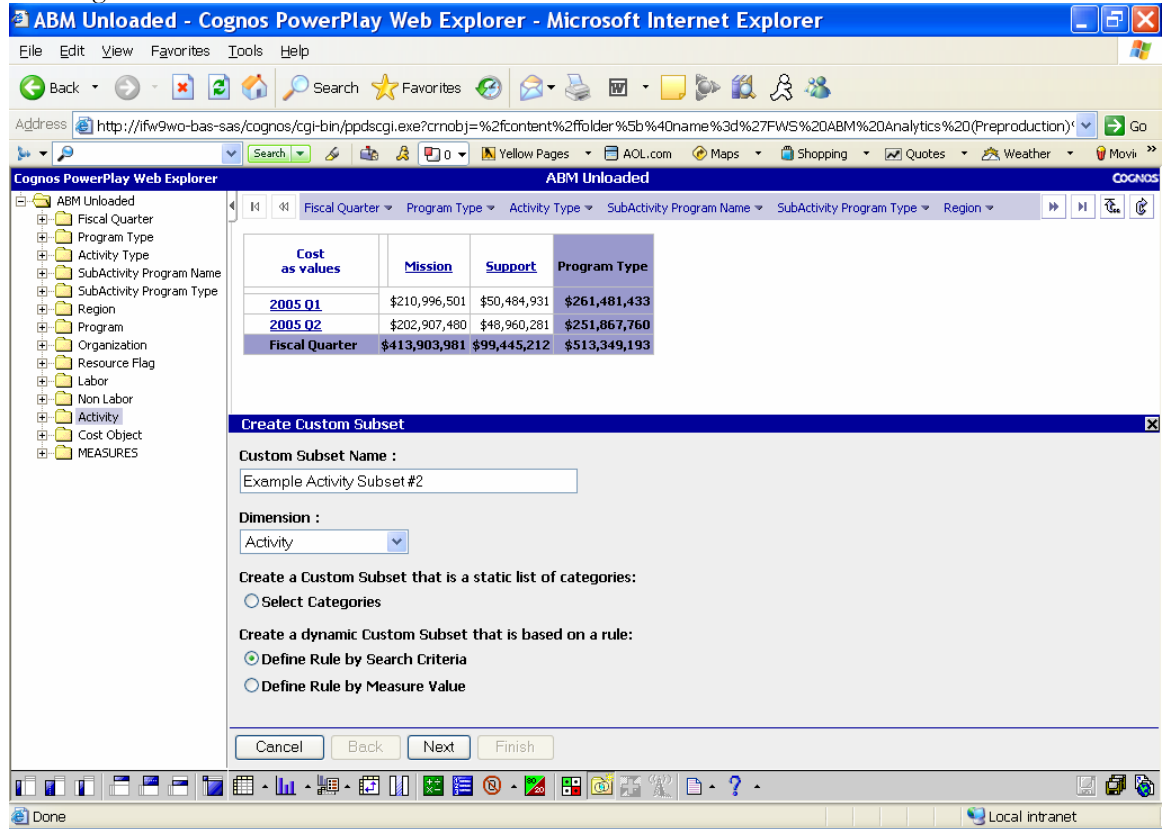 ABM Unloaded - Cognos PowerPlay Web Explorer - Microsoft Internet Explorer
File Edit View Favorites Tools Help
Back Search Favorites
Address http://ifw9wo-bas-sas/cognos/cgi-bin/ppdscgi.exe?crnobj=%2fcontent%2ffolder%5b%40name%3d%27FWS%20ABM%20Analytics%20(Preproduction)% Go
Search 0 Yellow Pages AOL.com Maps Shopping Quotes Weather Movi »
Cognos PowerPlay Web Explorer ABM Unloaded COGNOS
ABM Unloaded
Fiscal Quarter
Program Type
Activity Type
SubActivity Program Name
SubActivity Program Type
Region
Program
Organization
Resource Flag
Labor
Non Labor
Activity
Cost Object
MEASURES
Fiscal Quarter Program Type Activity Type SubActivity Program Name SubActivity Program Type Region
Cost as values Mission Support Program Type
2005 Q1 $210,996,501 $50,484,931 $261,481,433
2005 Q2 $202,907,480 $48,960,281 $251,867,760
Fiscal Quarter $413,903,981 $99,445,212 $513,349,193
Create Custom Subset
Custom Subset Name :
Example Activity Subset #2
Dimension :
Activity
Create a Custom Subset that is a static list of categories:
Select Categories
Create a dynamic Custom Subset that is based on a rule:
Define Rule by Search Criteria
Define Rule by Measure Value
Cancel Back Next Finish
Done Local intranet